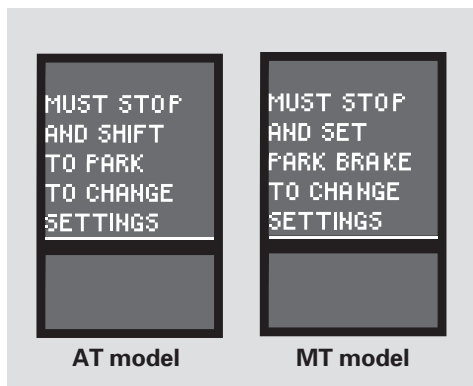 MUST STOP
AND SHIFT
TO PARK
TO CHANGE
SETTINGS
AT model
MUST STOP
AND SET
PARK BRAKE
TO CHANGE
SETTINGS
MT model